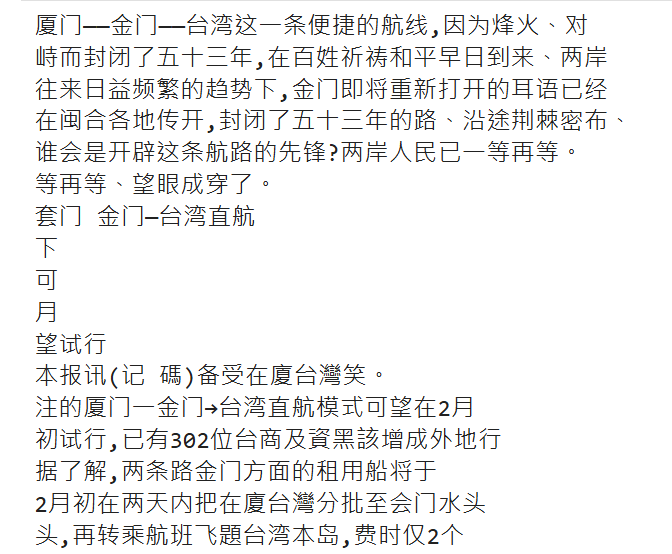 厦门——金门——台湾这一条便捷的航线,因为烽火、对
峙而封闭了五十三年,在百姓祈祷和平早日到来、两岸
往来日益频繁的趋势下,金门即将重新打开的耳语已经
在闽合各地传开,封闭了五十三年的路、沿途荆棘密布、
谁会是开辟这条航路的先锋?两岸人民已一等再等。
等再等、望眼成穿了。
套门 金门—台湾直航
下
可
月
望试行
本报讯(记 碼)备受在廈台灣笑。
注的厦门一金门→台湾直航模式可望在2月
初试行,已有302位台商及資黑該增成外地行
据了解,两条路金门方面的租用船将于
2月初在两天内把在廈台灣分批至会门水头
头,再转乘航班飞題台湾本岛,费时仅2个